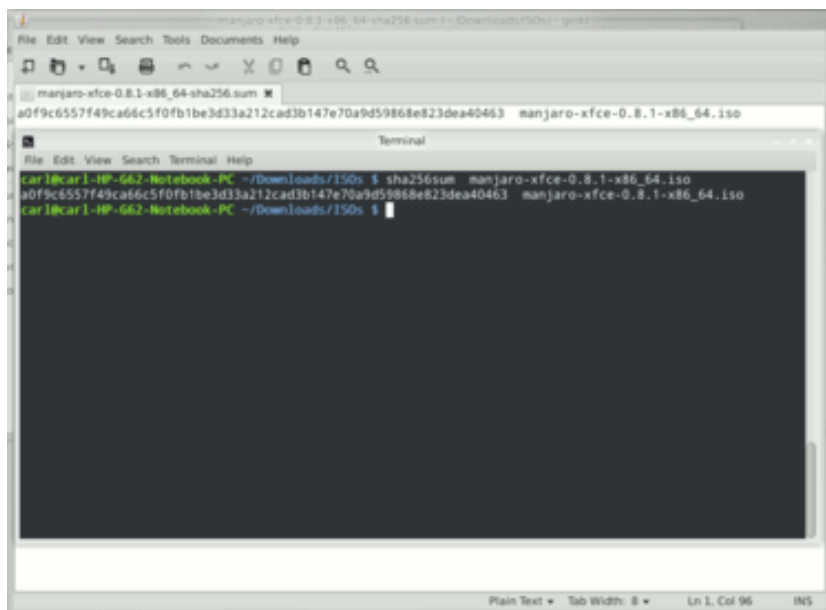 manjaro-xfce-0.8.1-x86_64-sha256.sum (~/Downloads/ISOs) - gedit
File Edit View Search Tools Documents Help
manjaro-xfce-0.8.1-x86_64-sha256.sum
a0f9c6557f49ca66c5f0fb1be3d33a212cad3b147e70a9d59868e823dea40463 manjaro-xfce-0.8.1-x86_64.iso
Terminal
File Edit View Search Terminal Help
carl@carl-HP-G62-Notebook-PC ~/Downloads/ISOs $ sha256sum manjaro-xfce-0.8.1-x86_64.iso
a0f9c6557f49ca66c5f0fb1be3d33a212cad3b147e70a9d59868e823dea40463 manjaro-xfce-0.8.1-x86_64.iso
carl@carl-HP-G62-Notebook-PC ~/Downloads/ISOs $
Plain Text Tab Width: 8 Ln 1, Col 96 INS